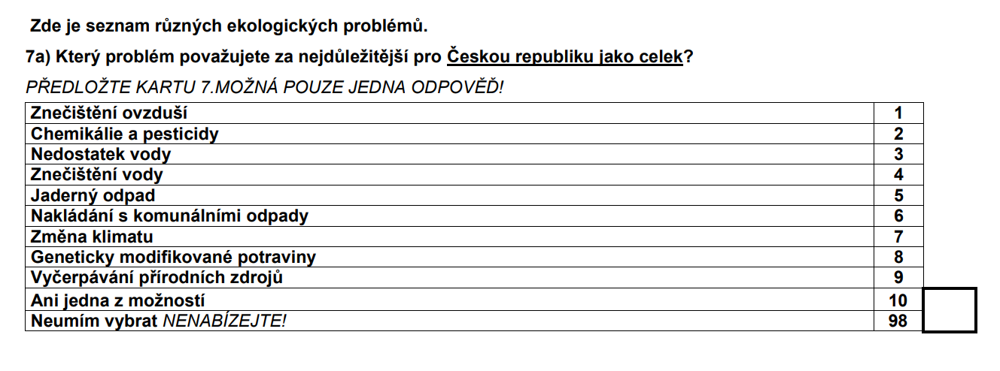 Zde je seznam různých ekologických problémů.
7a) Který problém považujete za nejdůležitější pro Českou republiku jako celek?
PŘEDLOŽTE KARTU 7.MOŽNÁ POUZE JEDNA ODPOVĚĎ!
Znečištění ovzduší 1
Chemikálie a pesticidy 2
Nedostatek vody 3
Znečištění vody 4
Jaderný odpad 5
Nakládání s komunálními odpady 6
Změna klimatu 7
Geneticky modifikované potraviny 8
Vyčerpávání přírodních zdrojů 9
Ani jedna z možností 10
Neumím vybrat NENABÍZEJTE! 98